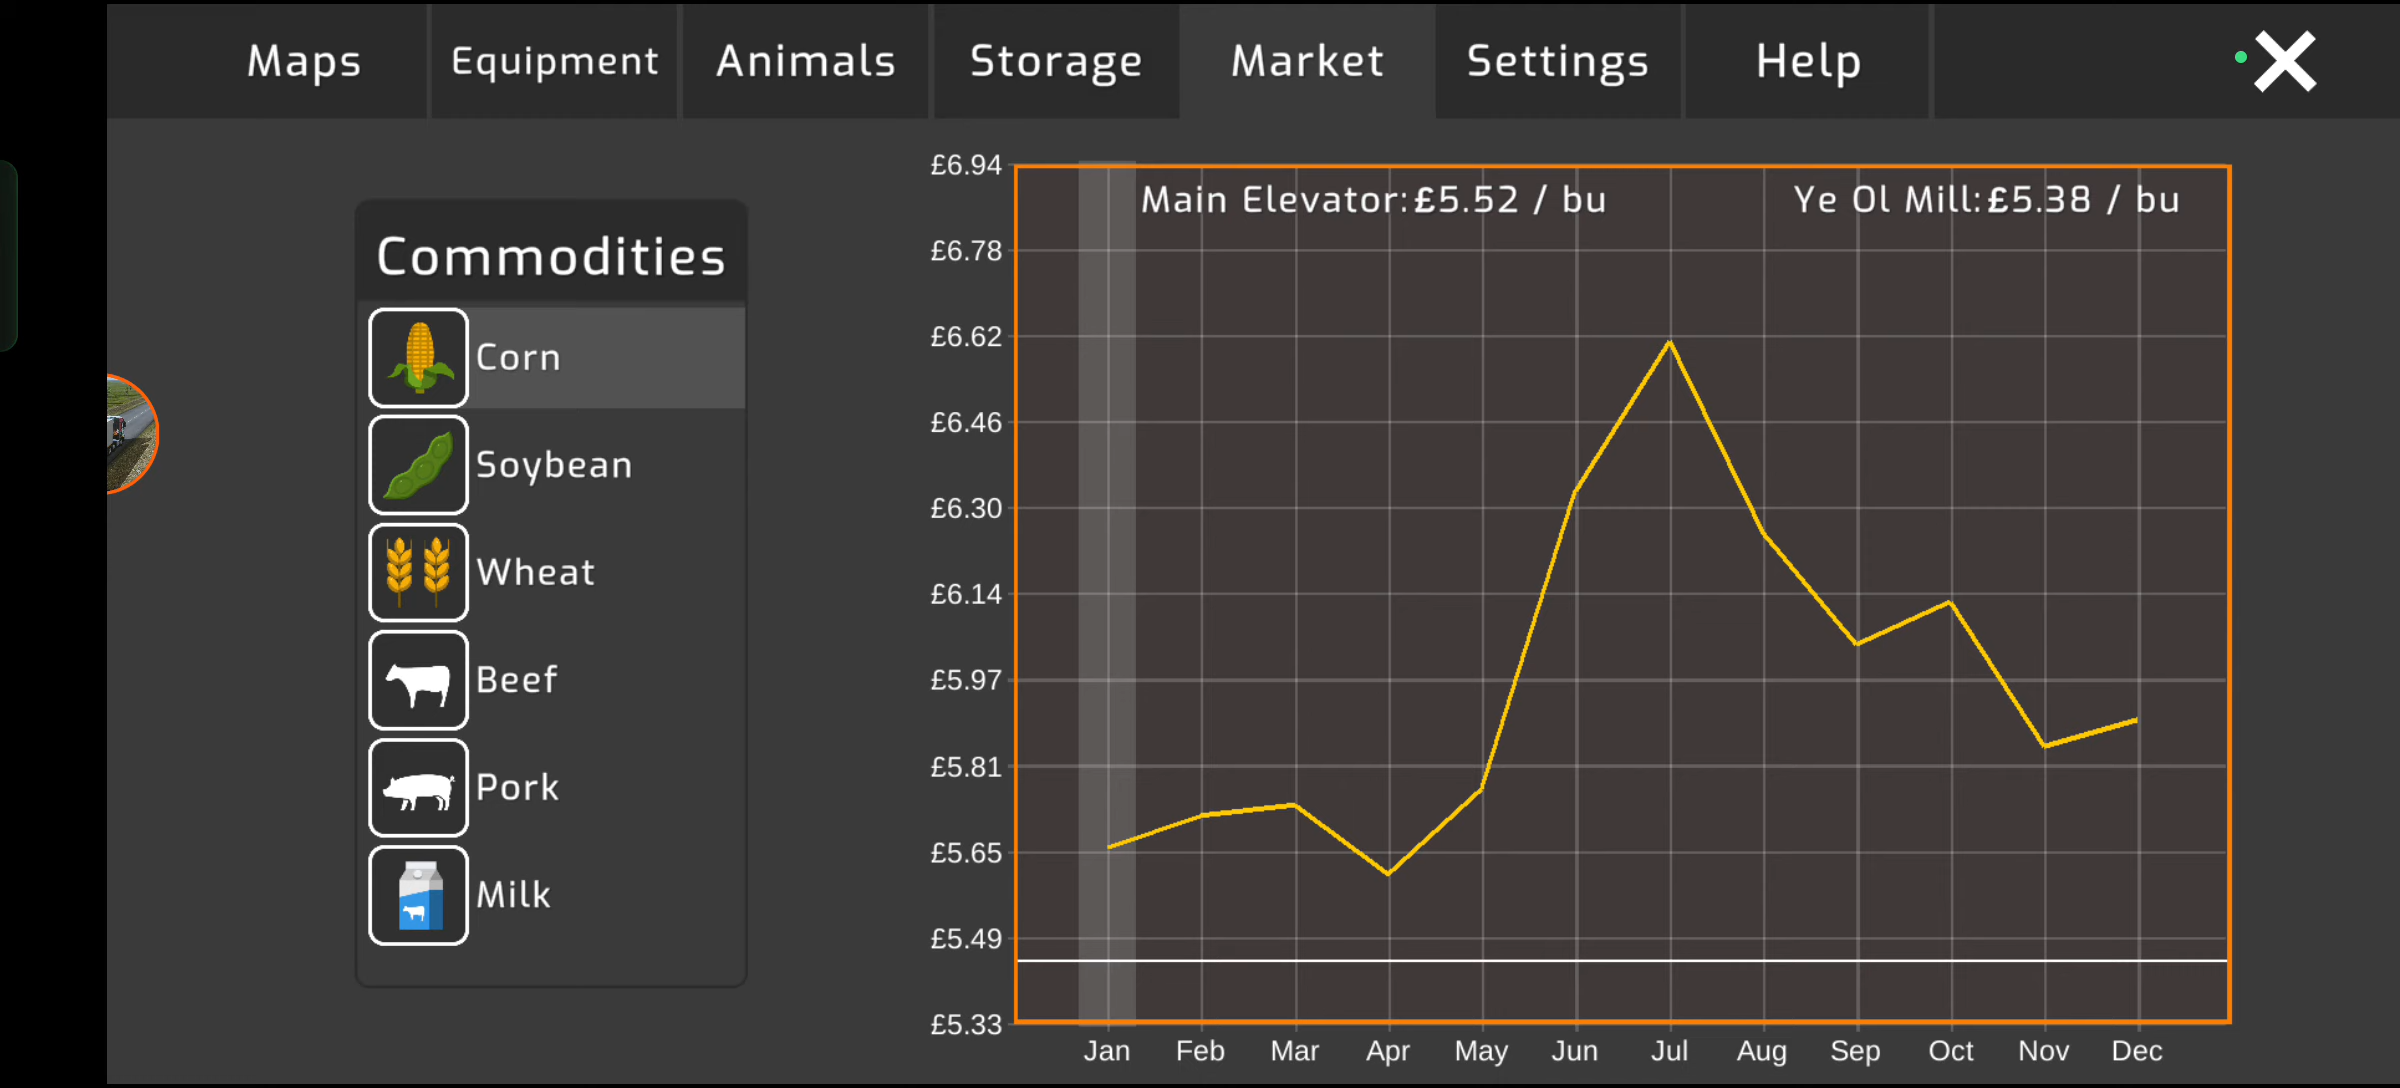 Maps Equipment Animals Storage Market Settings Help
Commodities
Corn
Soybean
Wheat
Beef
Pork
Milk
Main Elevator:£5.52 / bu Ye Ol Mill:£5.38 / bu
£6.94
£6.78
£6.62
£6.46
£6.30
£6.14
£5.97
£5.81
£5.65
£5.49
£5.33
Jan Feb Mar Apr May Jun Jul Aug Sep Oct Nov Dec